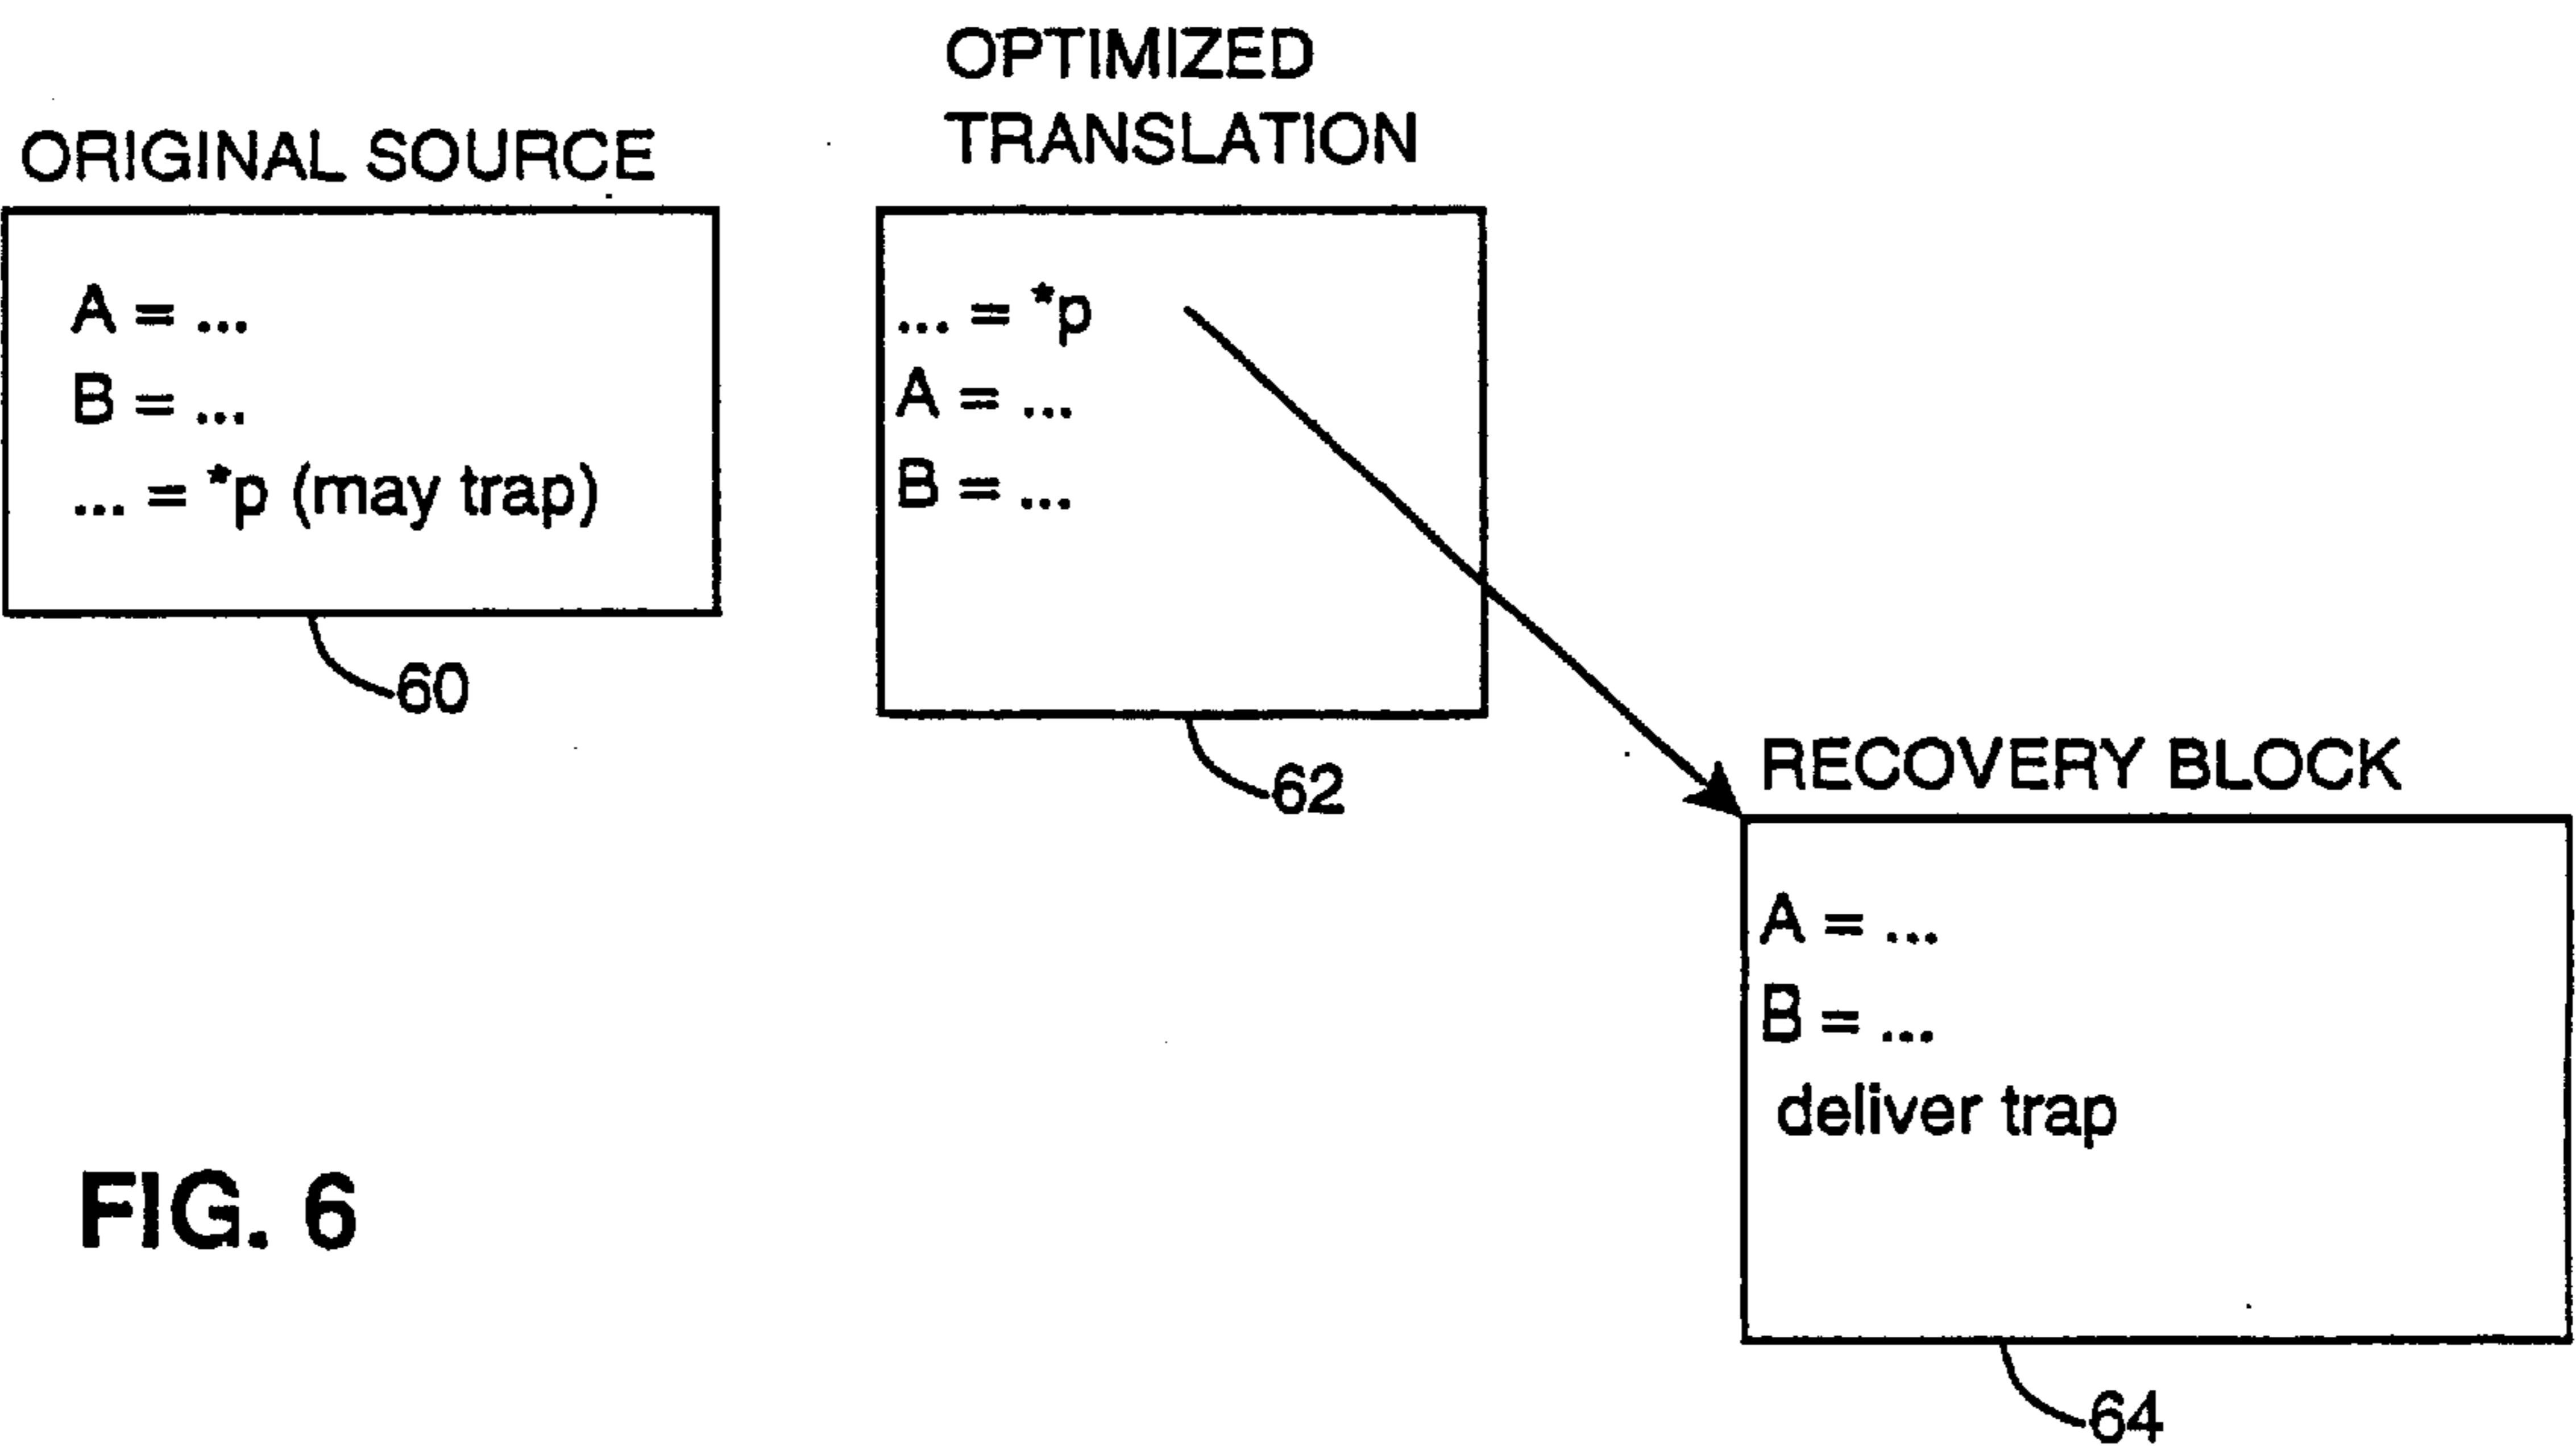 ORIGINAL SOURCE
A = ...
B = ...
... = *p (may trap)
60
OPTIMIZED
TRANSLATION
... = *p
A = ...
B = ...
62
RECOVERY BLOCK
A = ...
B = ...
deliver trap
64
FIG. 6